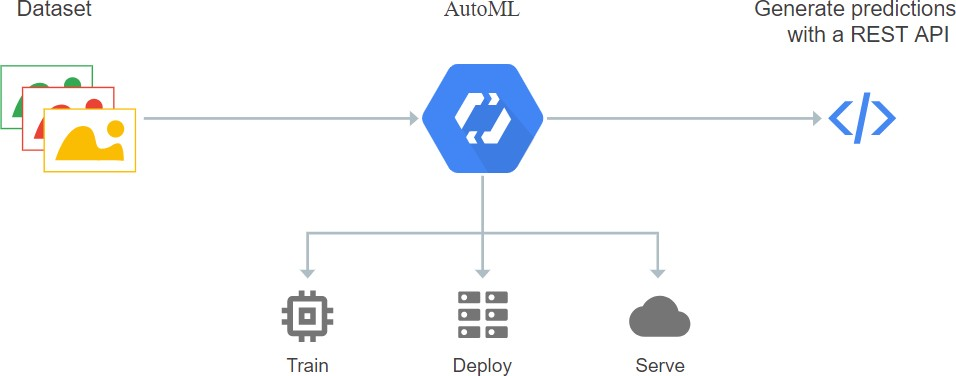 Dataset
AutoML
Generate predictions
with a REST API
Train
Deploy
Serve